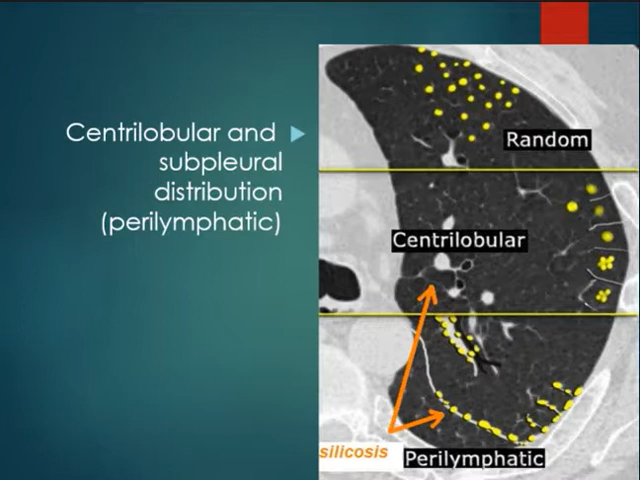 Centrilobular and
subpleural
distribution
(perilymphatic)
Random
Centrilobular
silicosis
Perilymphatic